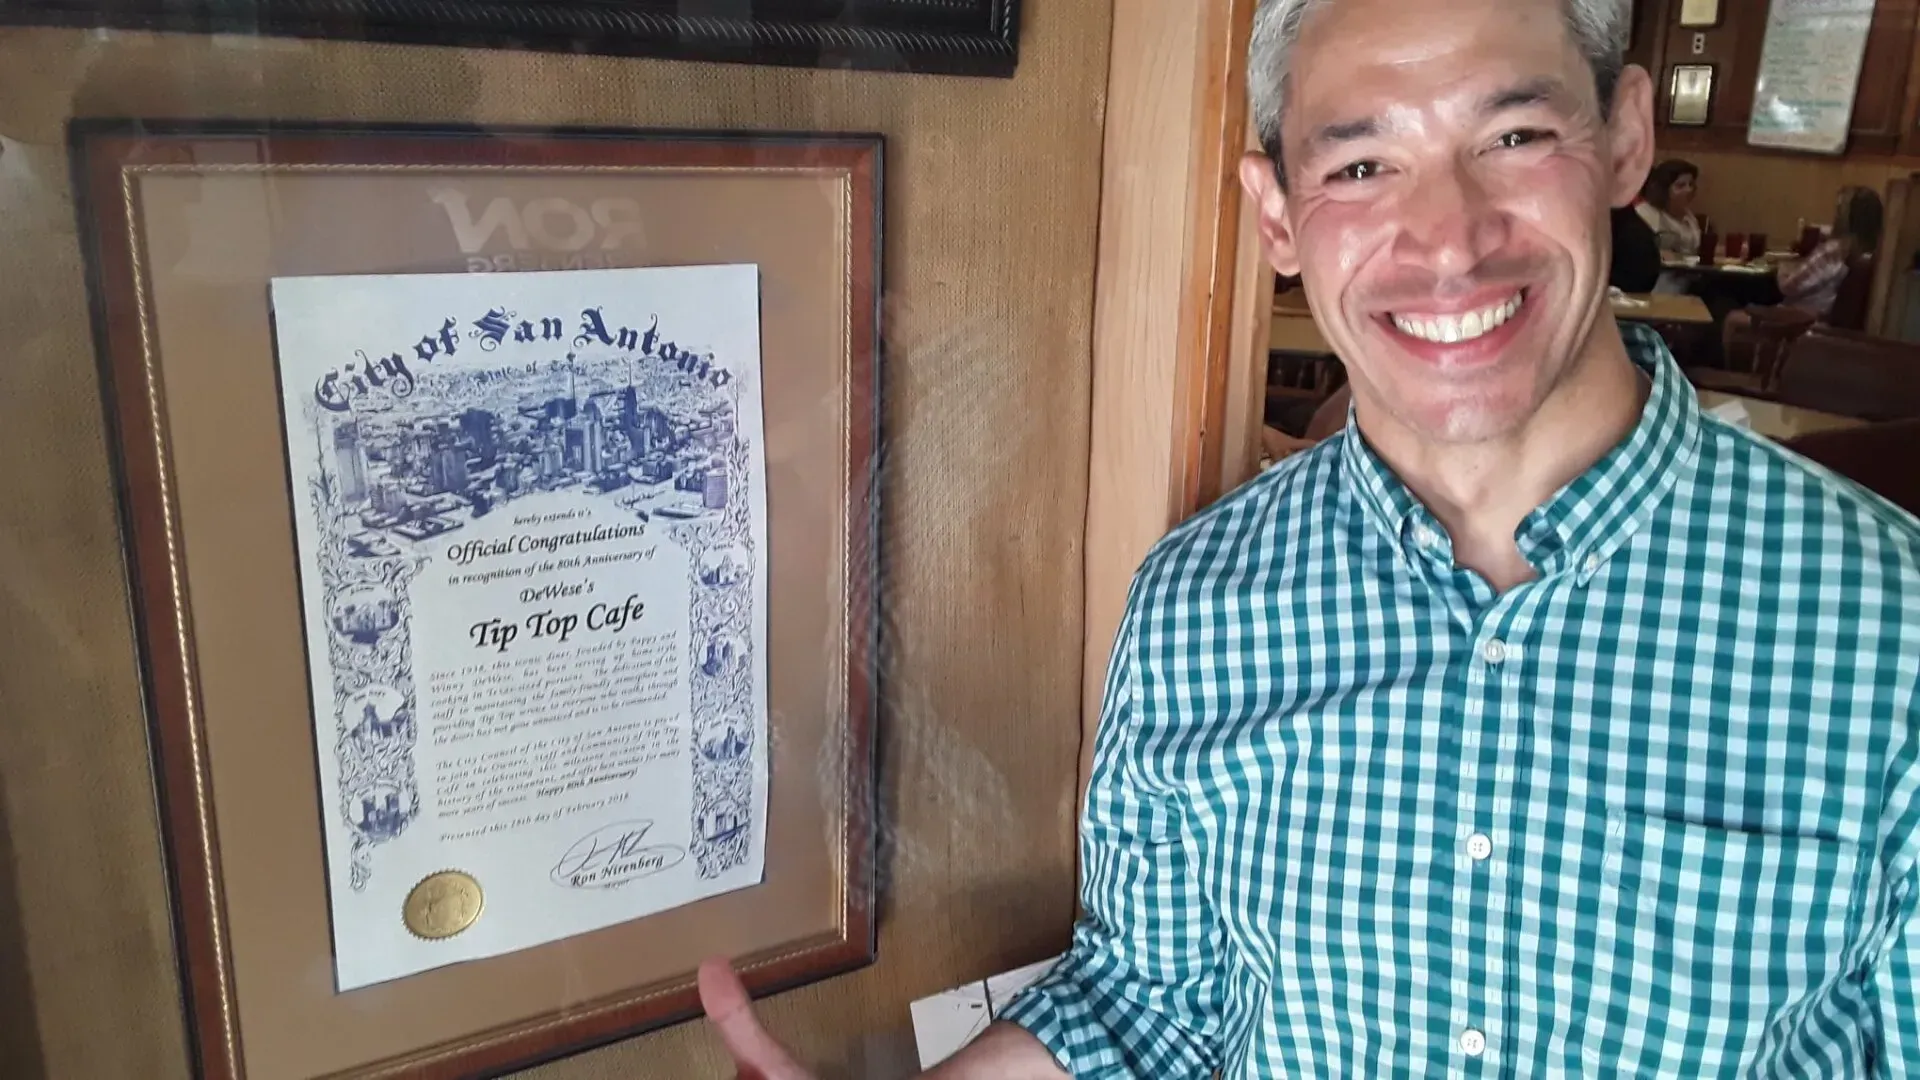 RON
City of San Antonio
State of Texas
hereby extends it's
Official Congratulations
in recognition of the 80th Anniversary of
DeWese's
Tip Top Cafe
Since 1938, this iconic diner, founded by Pappy and
Winny DeWese, has been serving up home-style
cooking in Texas-sized portions. The dedication of the
staff to maintaining the family-friendly atmosphere and
providing Tip Top service to everyone who walks through
the doors has not gone unnoticed and is to be commended.
The City Council of the City of San Antonio is proud
to join the Owners, Staff and Community of Tip Top
Café in celebrating this milestone occasion in the
history of the restaurant, and offer best wishes for many
more years of success. Happy 80th Anniversary!
Presented this 18th day of February 2018
Ron Nirenberg
Mayor